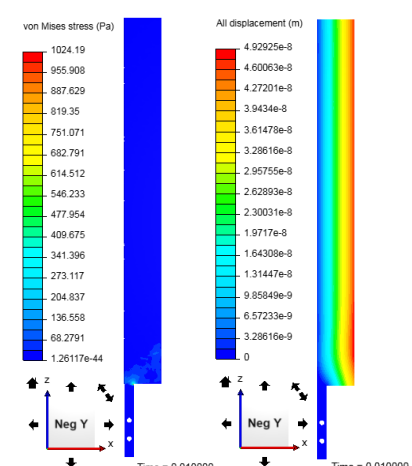 von Mises stress (Pa)
1024.19
955.908
887.629
819.35
751.071
682.791
614.512
546.233
477.954
409.675
341.396
273.117
204.837
136.558
68.2791
1.26117e-44
z
Neg Y
x
All displacement (m)
4.92925e-8
4.60063e-8
4.27201e-8
3.9434e-8
3.61478e-8
3.28616e-8
2.95755e-8
2.62893e-8
2.30031e-8
1.9717e-8
1.64308e-8
1.31447e-8
9.85849e-9
6.57233e-9
3.28616e-9
0
z
Neg Y
x